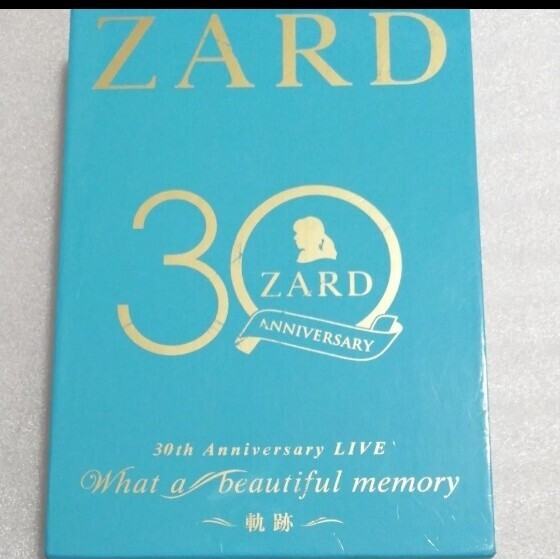 ZARD
30
ZARD
ANNIVERSARY
30th Anniversary LIVE
What a beautiful memory
～軌跡～